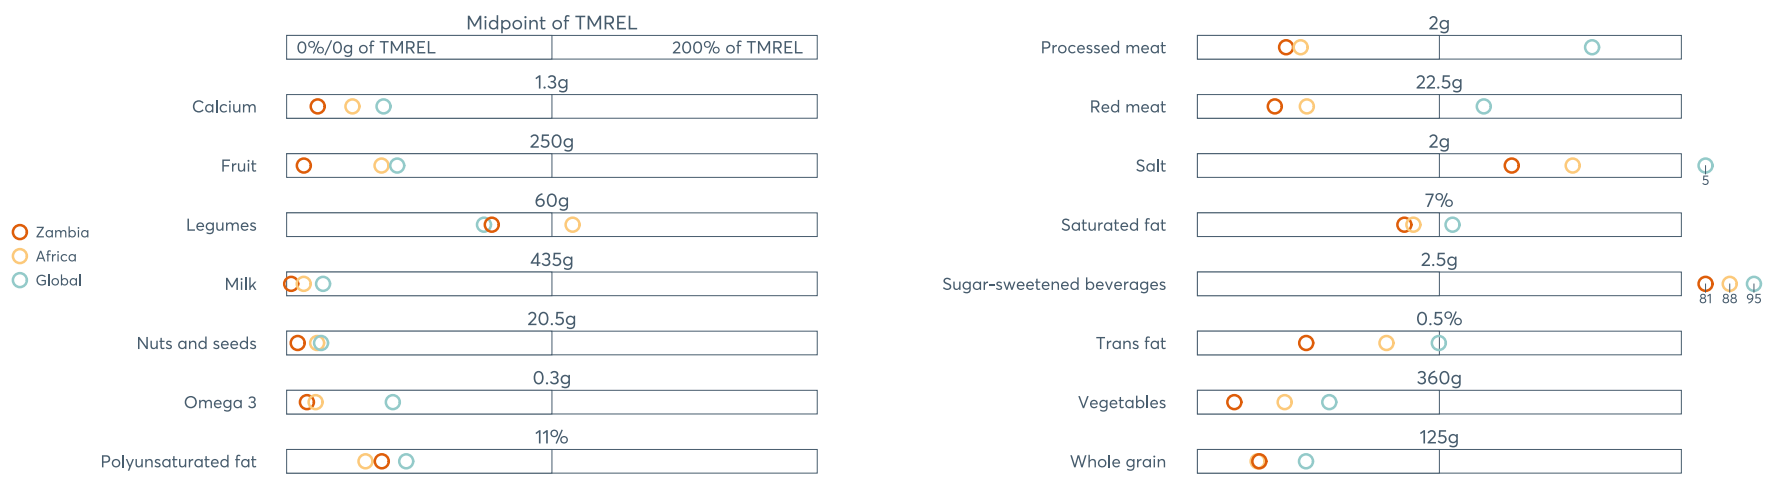 Midpoint of TMREL
0%/0g of TMREL 200% of TMREL
1.3g
Calcium
250g
Fruit
60g
Legumes
435g
Milk
20.5g
Nuts and seeds
0.3g
Omega 3
11%
Polyunsaturated fat
Zambia
Africa
Global
2g
Processed meat
22.5g
Red meat
2g
Salt
5
7%
Saturated fat
2.5g
Sugar-sweetened beverages
81 88 95
0.5%
Trans fat
360g
Vegetables
125g
Whole grain